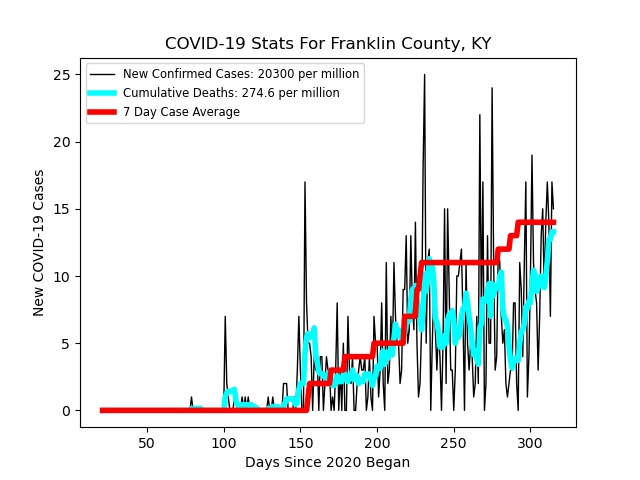 COVID-19 Stats For Franklin County, KY
New Confirmed Cases: 20300 per million
Cumulative Deaths: 274.6 per million
7 Day Case Average
New COVID-19 Cases
25
20
15
10
5
0
50 100 150 200 250 300
Days Since 2020 Began